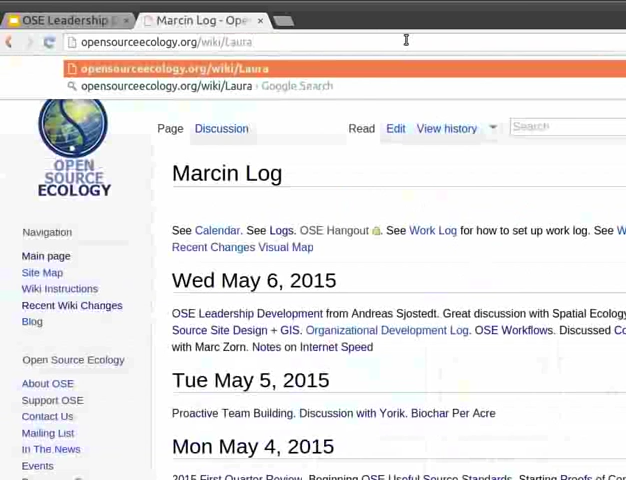 OSE Leadership D
Marcin Log - Ope
opensourceecology.org/wiki/Laura
opensourceecology.org/wiki/Laura
opensourceecology.org/wiki/Laura - Google Search
OPEN
SOURCE
ECOLOGY
Page Discussion Read Edit View history Search
Marcin Log
See Calendar. See Logs. OSE Hangout. See Work Log for how to set up work log. See W
Recent Changes Visual Map
Navigation
Main page
Site Map
Wiki Instructions
Recent Wiki Changes
Blog
Open Source Ecology
About OSE
Support OSE
Contact Us
Mailing List
In The News
Events
Wed May 6, 2015
OSE Leadership Development from Andreas Sjostedt. Great discussion with Spatial Ecology
Source Site Design + GIS. Organizational Development Log. OSE Workflows. Discussed Co
with Marc Zorn. Notes on Internet Speed
Tue May 5, 2015
Proactive Team Building. Discussion with Yorik. Biochar Per Acre
Mon May 4, 2015
2015 First Quarter Review. Beginning OSE Useful Source Standards. Starting Proofs of Con